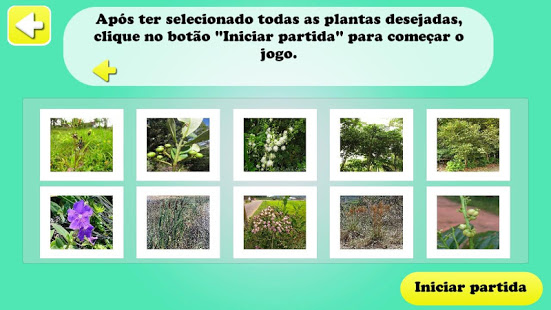 Após ter selecionado todas as plantas desejadas,
clique no botão "Iniciar partida" para começar o
jogo.
Iniciar partida